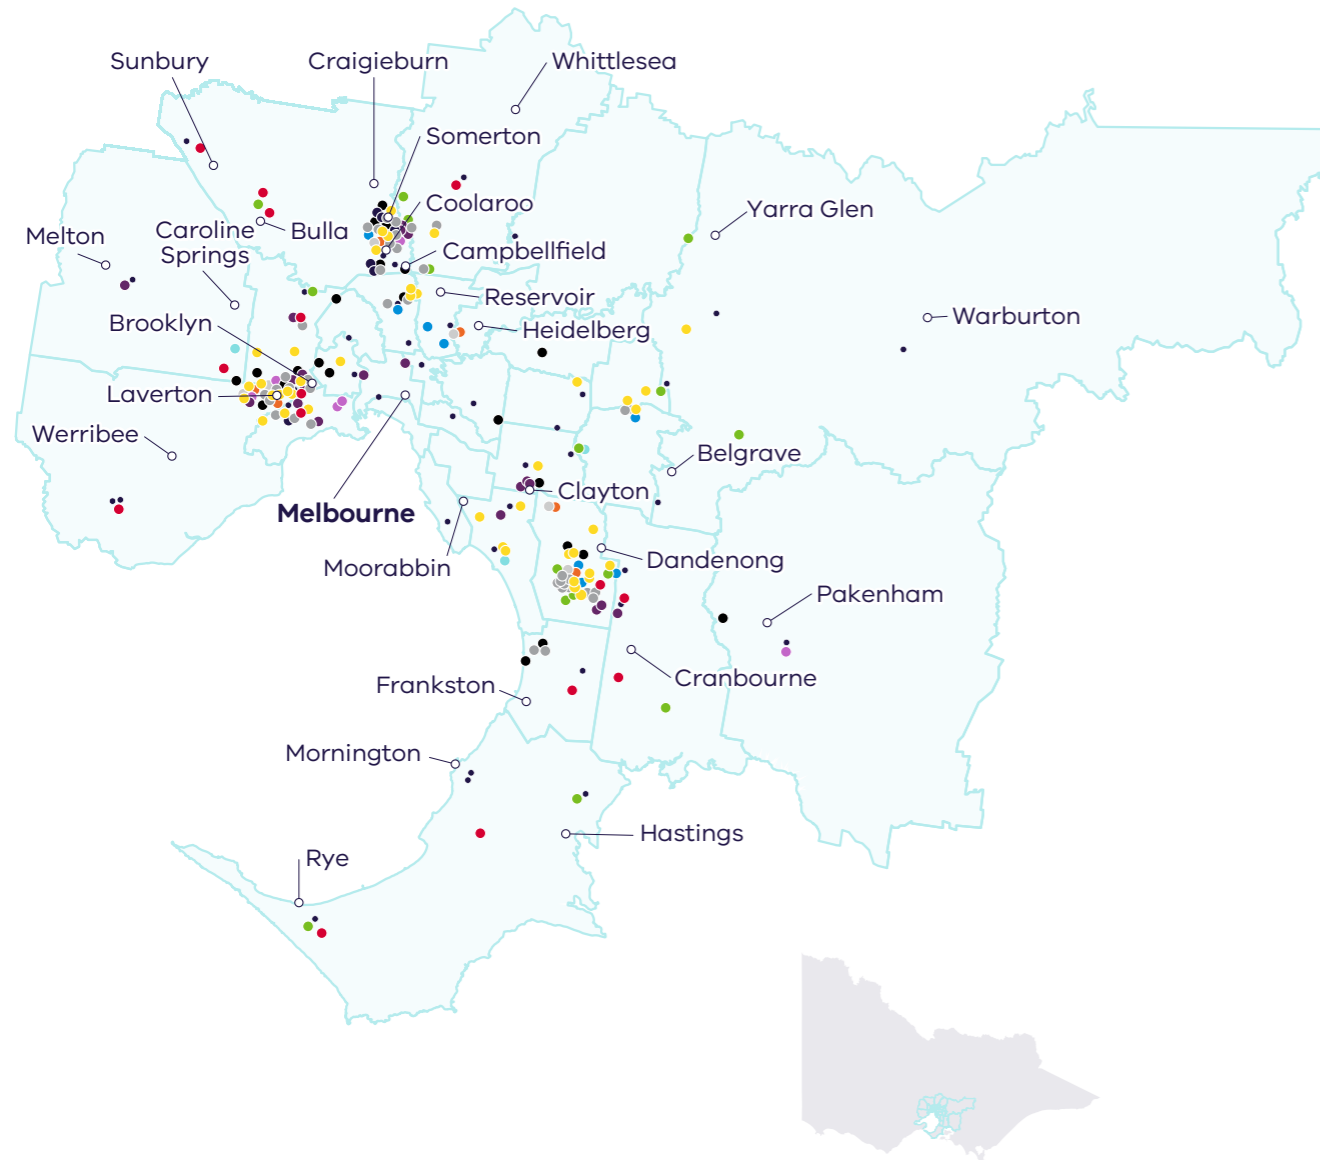 Sunbury
Craigieburn
Whittlesea
Somerton
Coolaroo
Yarra Glen
Melton
Caroline
Springs
Bulla
Campbellfield
Reservoir
Brooklyn
Heidelberg
Warburton
Laverton
Werribee
Belgrave
Clayton
Melbourne
Moorabbin
Dandenong
Pakenham
Frankston
Cranbourne
Mornington
Hastings
Rye